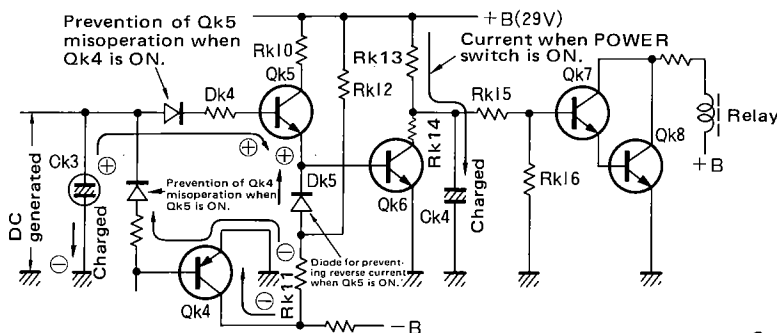 Prevention of Qk5
misoperation when
Qk4 is ON.
+B(29V)
Rk10
Rk13
Current when POWER
switch is ON.
Qk5
Rk12
Qk7
Dk4
Rk15
Relay
Rk14
Qk8
Ck3
⊕
⊕
⊕
+B
DC
generated
Charged
⊖
Prevention of Qk4
misoperation when
Qk5 is ON.
Dk5
Qk6
Ck4
Charged
Rk16
⊖
Diode for prevent-
ing reverse current
when Qk5 is ON.
Rk11
⊖
Qk4
−B